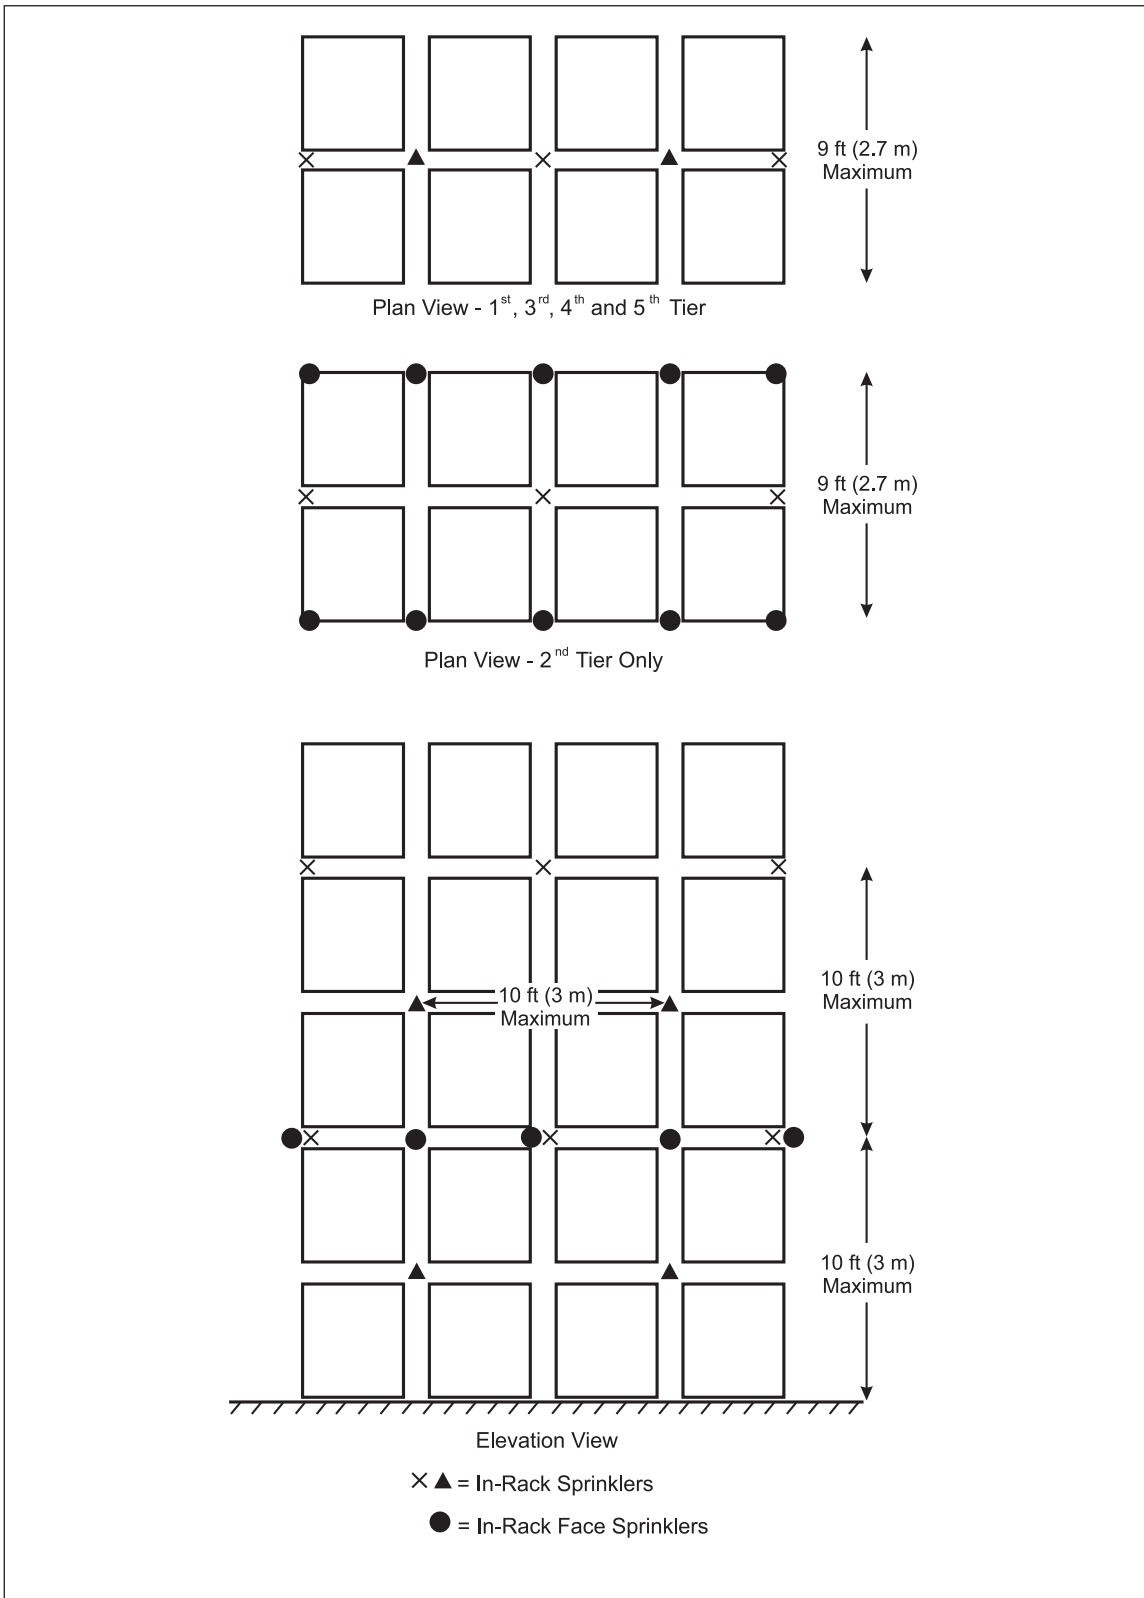 9 ft (2.7 m)
Maximum
Plan View - 1st, 3rd, 4th and 5th Tier
9 ft (2.7 m)
Maximum
Plan View - 2nd Tier Only
10 ft (3 m)
Maximum
10 ft (3 m)
Maximum
10 ft (3 m)
Maximum
Elevation View
= In-Rack Sprinklers
= In-Rack Face Sprinklers